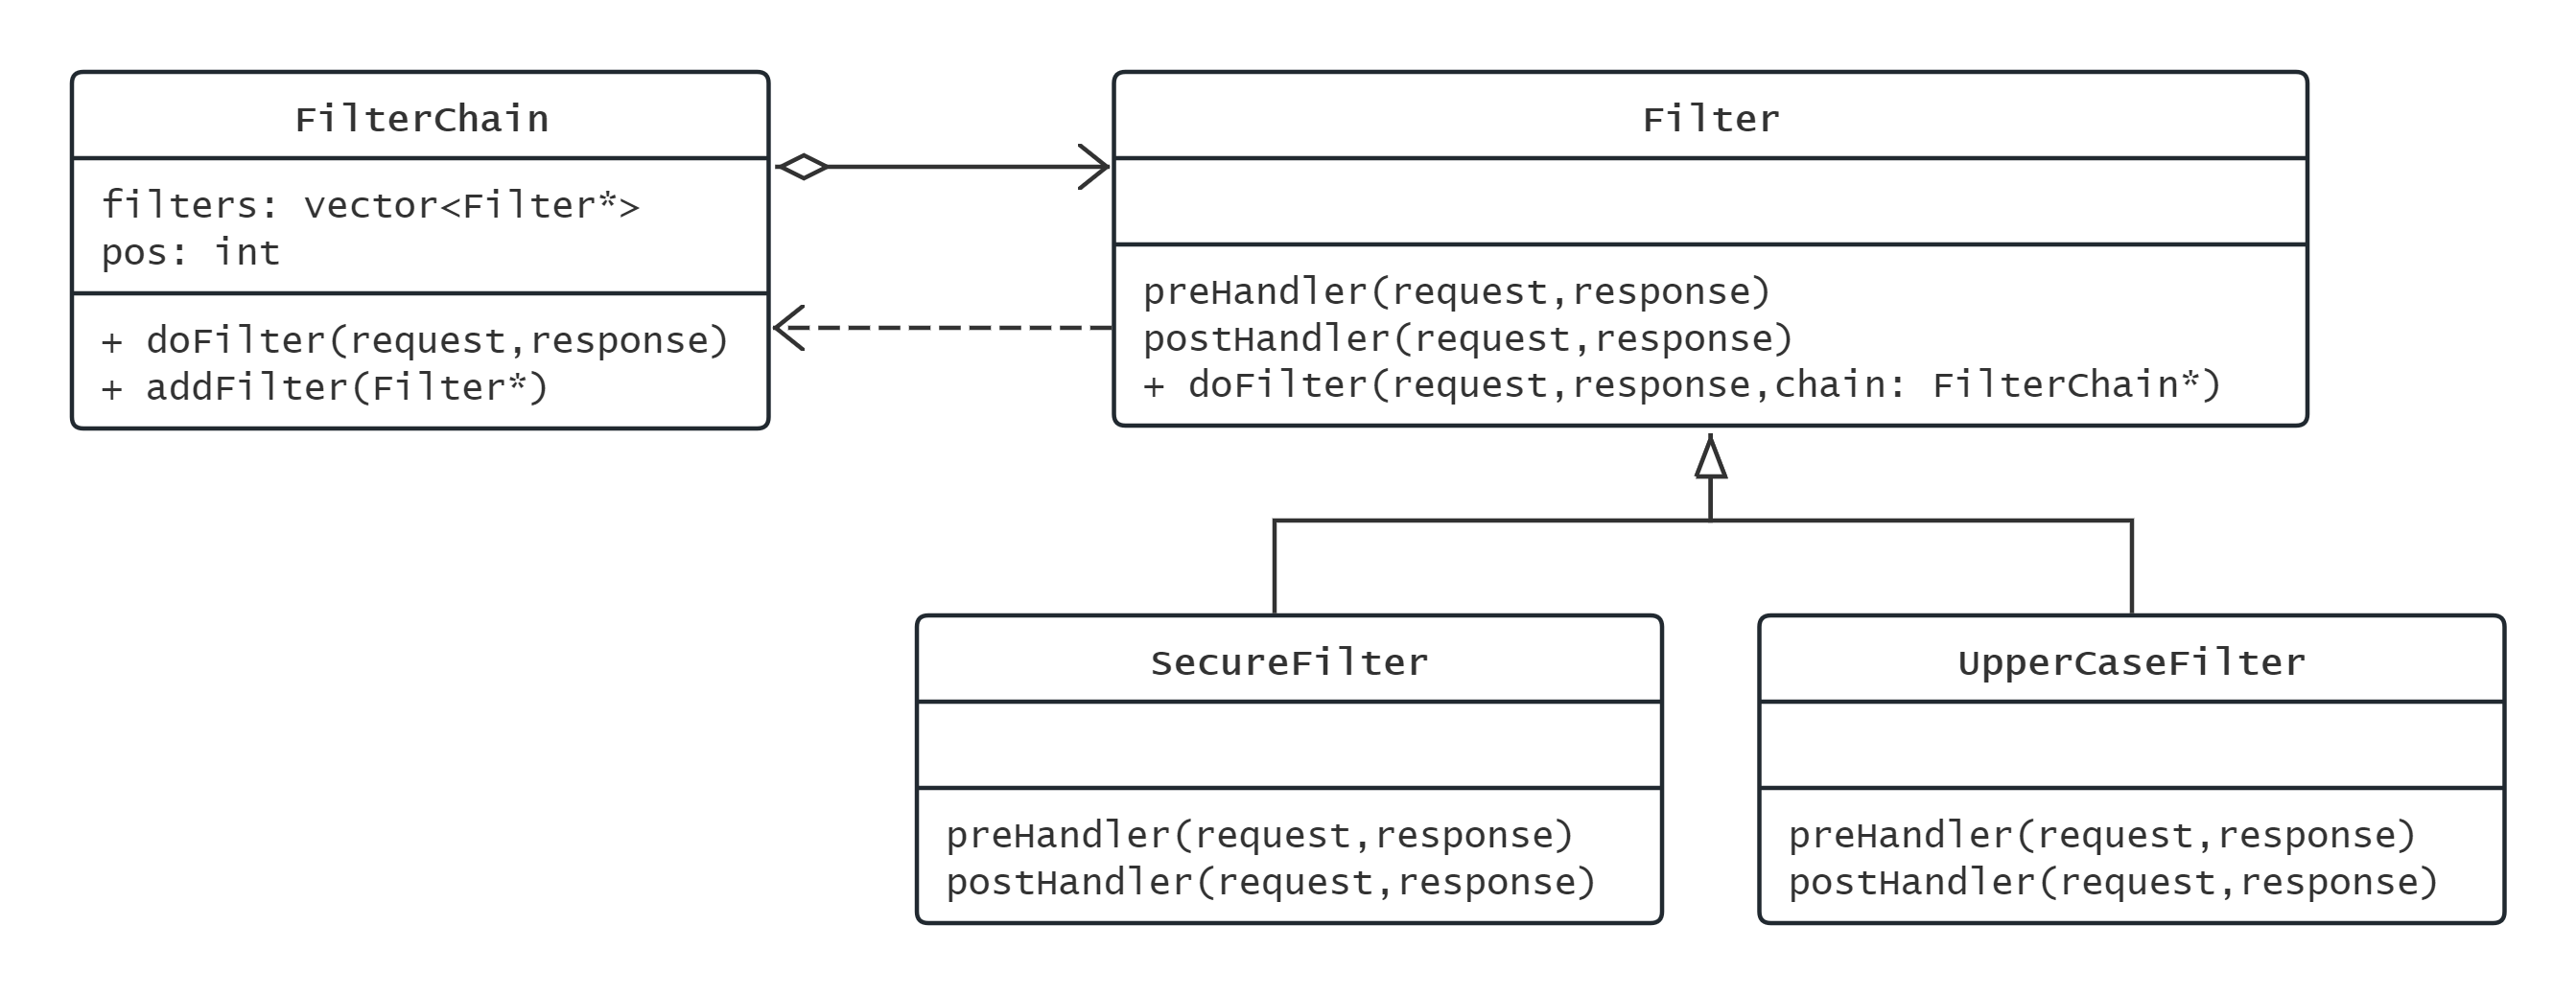 FilterChain
filters: vector<Filter*>
pos: int
+ doFilter(request,response)
+ addFilter(Filter*)
Filter
preHandler(request,response)
postHandler(request,response)
+ doFilter(request,response,chain: FilterChain*)
SecureFilter
preHandler(request,response)
postHandler(request,response)
UpperCaseFilter
preHandler(request,response)
postHandler(request,response)